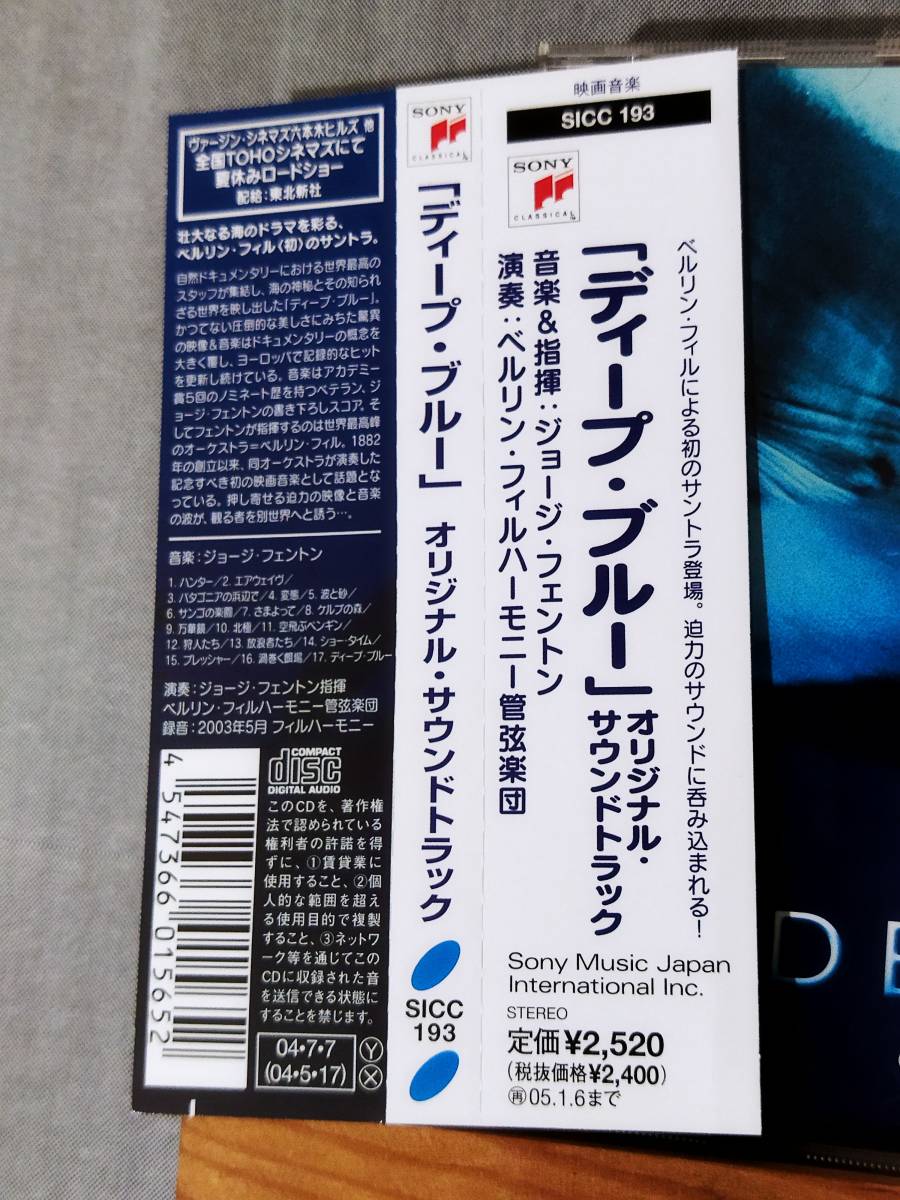 ヴァージン・シネマズ六本木ヒルズ 他
全国TOHOシネマズにて
夏休みロードショー
配給：東北新社
壮大なる海のドラマを彩る、
ベルリン・フィル〈初〉のサントラ。
自然ドキュメンタリーにおける世界最高の
スタッフが集結し、海の神秘とその知られ
ざる世界を映し出した「ディープ・ブルー」。
かつてない圧倒的な美しさにみちた驚異
の映像&音楽はドキュメンタリーの概念を
大きく覆し、ヨーロッパで記録的なヒット
を更新し続けている。音楽はアカデミー
賞5回のノミネート歴を持つベテラン、ジ
ョージ・フェントンの書き下ろしスコア。そ
してフェントンが指揮するのは世界最高峰
のオーケストラ=ベルリン・フィル。1882
年の創立以来、同オーケストラが演奏した
記念すべき初の映画音楽として話題とな
っている。押し寄せる迫力の映像と音楽
の波が、観る者を別世界へと誘う…。
音楽：ジョージ・フェントン
1. ハンター/2. エアウェイヴ/
3. パタゴニアの浜辺で/4. 変態/5. 波と砂/
6. サンゴの楽園/7. さまよって/8. ケルプの森/
9. 万華鏡/10. 北極/11. 空飛ぶペンギン/
12. 狩人たち/13. 放浪者たち/14. ショー・タイム/
15. プレッシャー/16. 渦巻く餌場/17. ディープ・ブルー
演奏：ジョージ・フェントン指揮
ベルリン・フィルハーモニー管弦楽団
録音：2003年5月 フィルハーモニー
4 547366 015652
COMPACT
disc
DIGITAL AUDIO
このCDを、著作権
法で認められている
権利者の許諾を得
ずに、①賃貸業に
使用すること、②個
人的な範囲を超え
る使用目的で複製
すること、③ネットワ
ーク等を通じてこの
CDに収録された音
を送信できる状態に
することを禁じます。
04・7・7 Ⓨ
(04・5・17) Ⓧ
SONY
CLASSICAL
「ディープ・ブルー」 オリジナル・サウンドトラック
SICC
193
映画音楽
SICC 193
SONY
CLASSICAL
ベルリン・フィルによる初のサントラ登場。迫力のサウンドに呑み込まれる！
「ディープ・ブルー」オリジナル・
サウンドトラック
音楽&指揮：ジョージ・フェントン
演奏：ベルリン・フィルハーモニー管弦楽団
Sony Music Japan
International Inc.
STEREO
定価¥2,520
(税抜価格¥2,400)
㊢05.1.6まで
DE